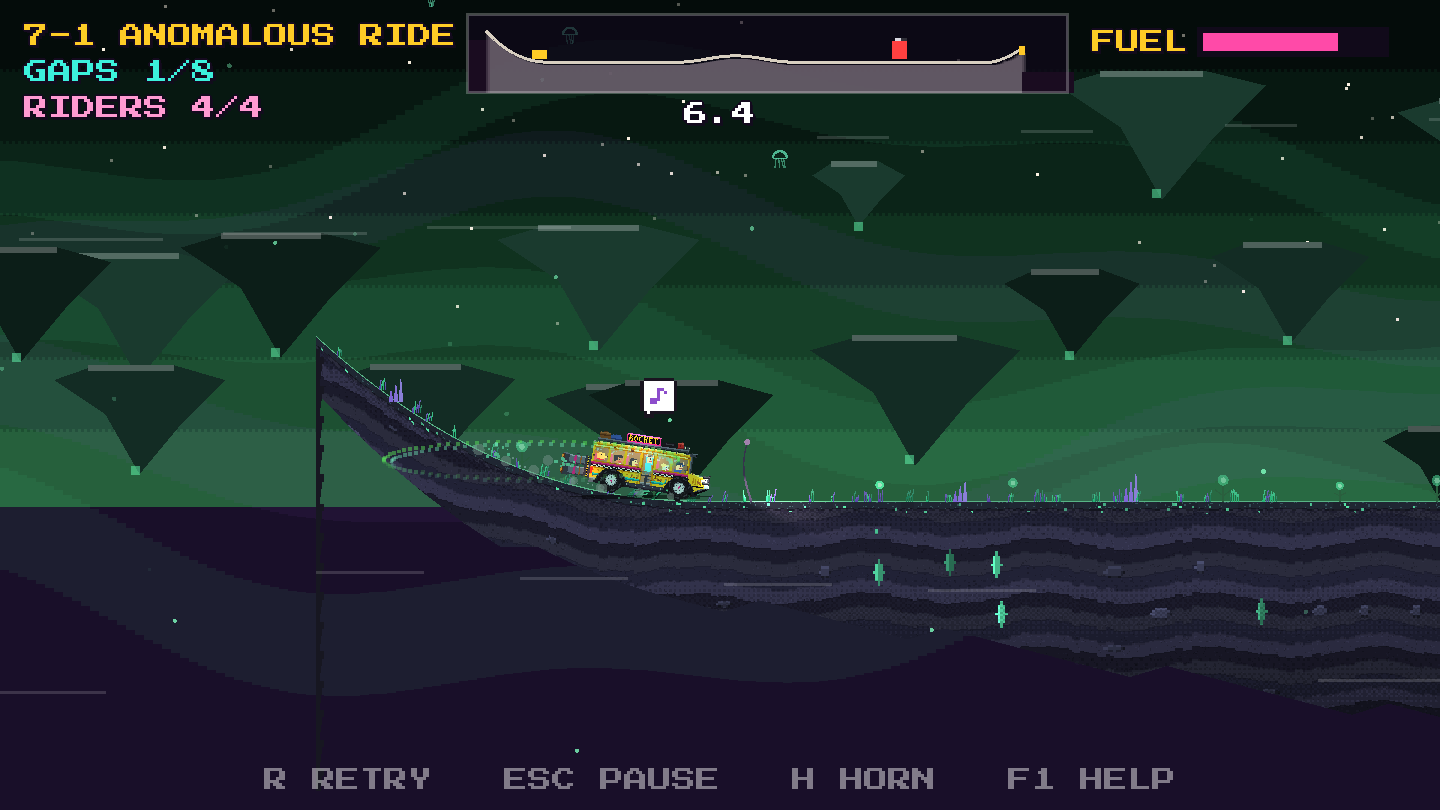 7-1 ANOMALOUS RIDE
GAPS 1/8
RIDERS 4/4
6.4
FUEL
ROCKET
R RETRY
ESC PAUSE
H HORN
F1 HELP